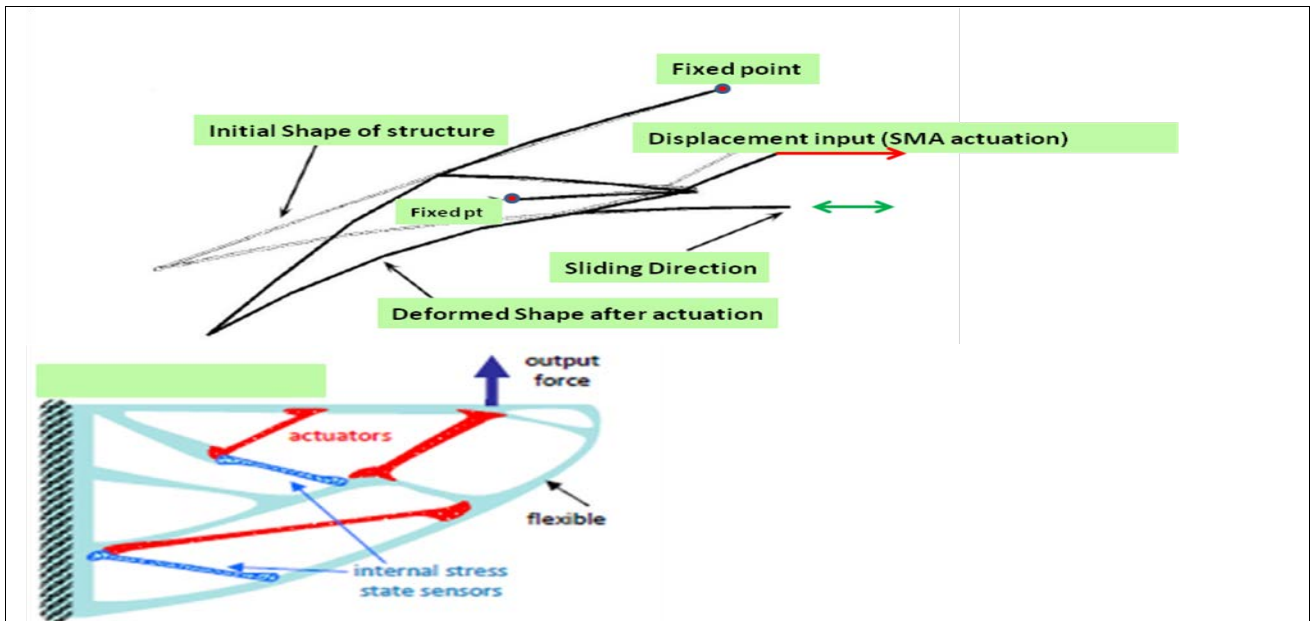 Fixed point
Initial Shape of structure
Displacement input (SMA actuation)
Fixed pt
Sliding Direction
Deformed Shape after actuation
output
force
actuators
flexible
internal stress
state sensors